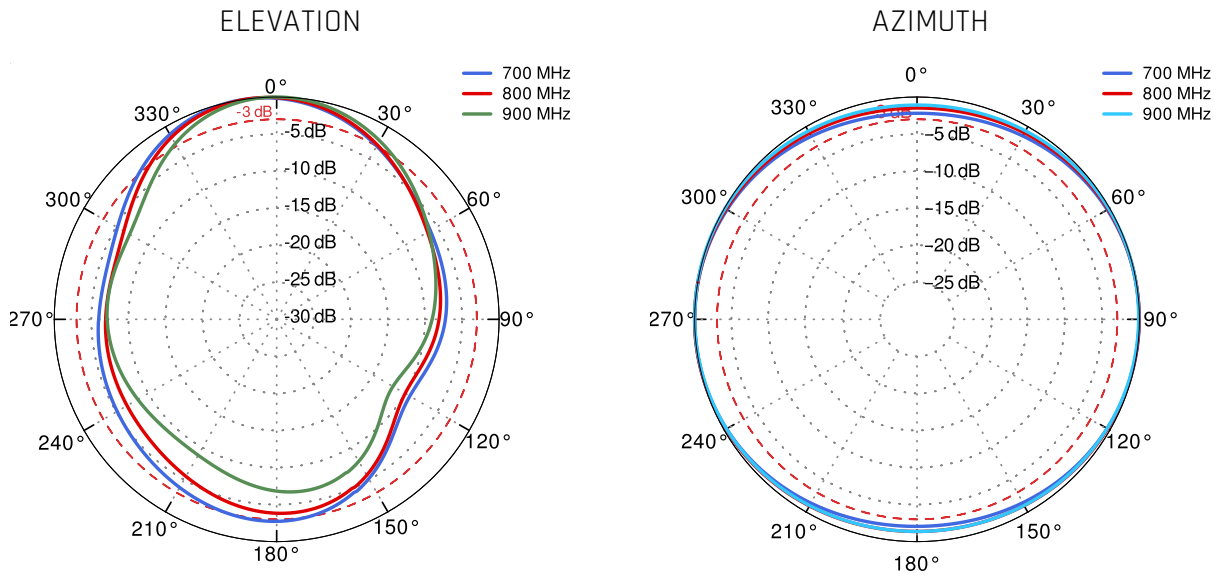 ELEVATION
700 MHz
800 MHz
900 MHz
0°
30°
60°
90°
120°
150°
180°
210°
240°
270°
300°
330°
-3 dB
-5 dB
-10 dB
-15 dB
-20 dB
-25 dB
-30 dB
AZIMUTH
700 MHz
800 MHz
900 MHz
0°
30°
60°
90°
120°
150°
180°
210°
240°
270°
300°
330°
−5 dB
−10 dB
−15 dB
−20 dB
−25 dB